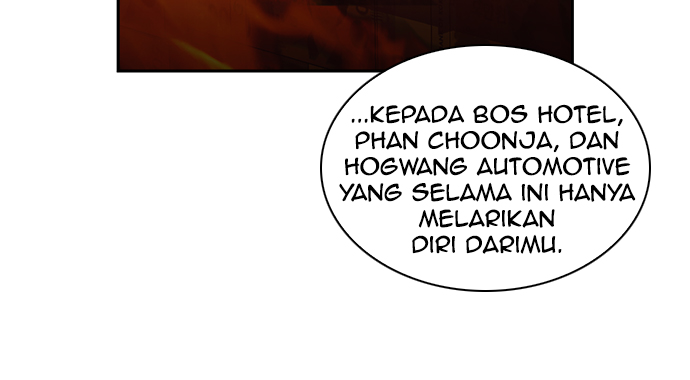 ...KEPADA BOS HOTEL,
PHAN CHOONJA, DAN
HOGWANG AUTOMOTIVE
YANG SELAMA INI HANYA
MELARIKAN
DIRI DARIMU.